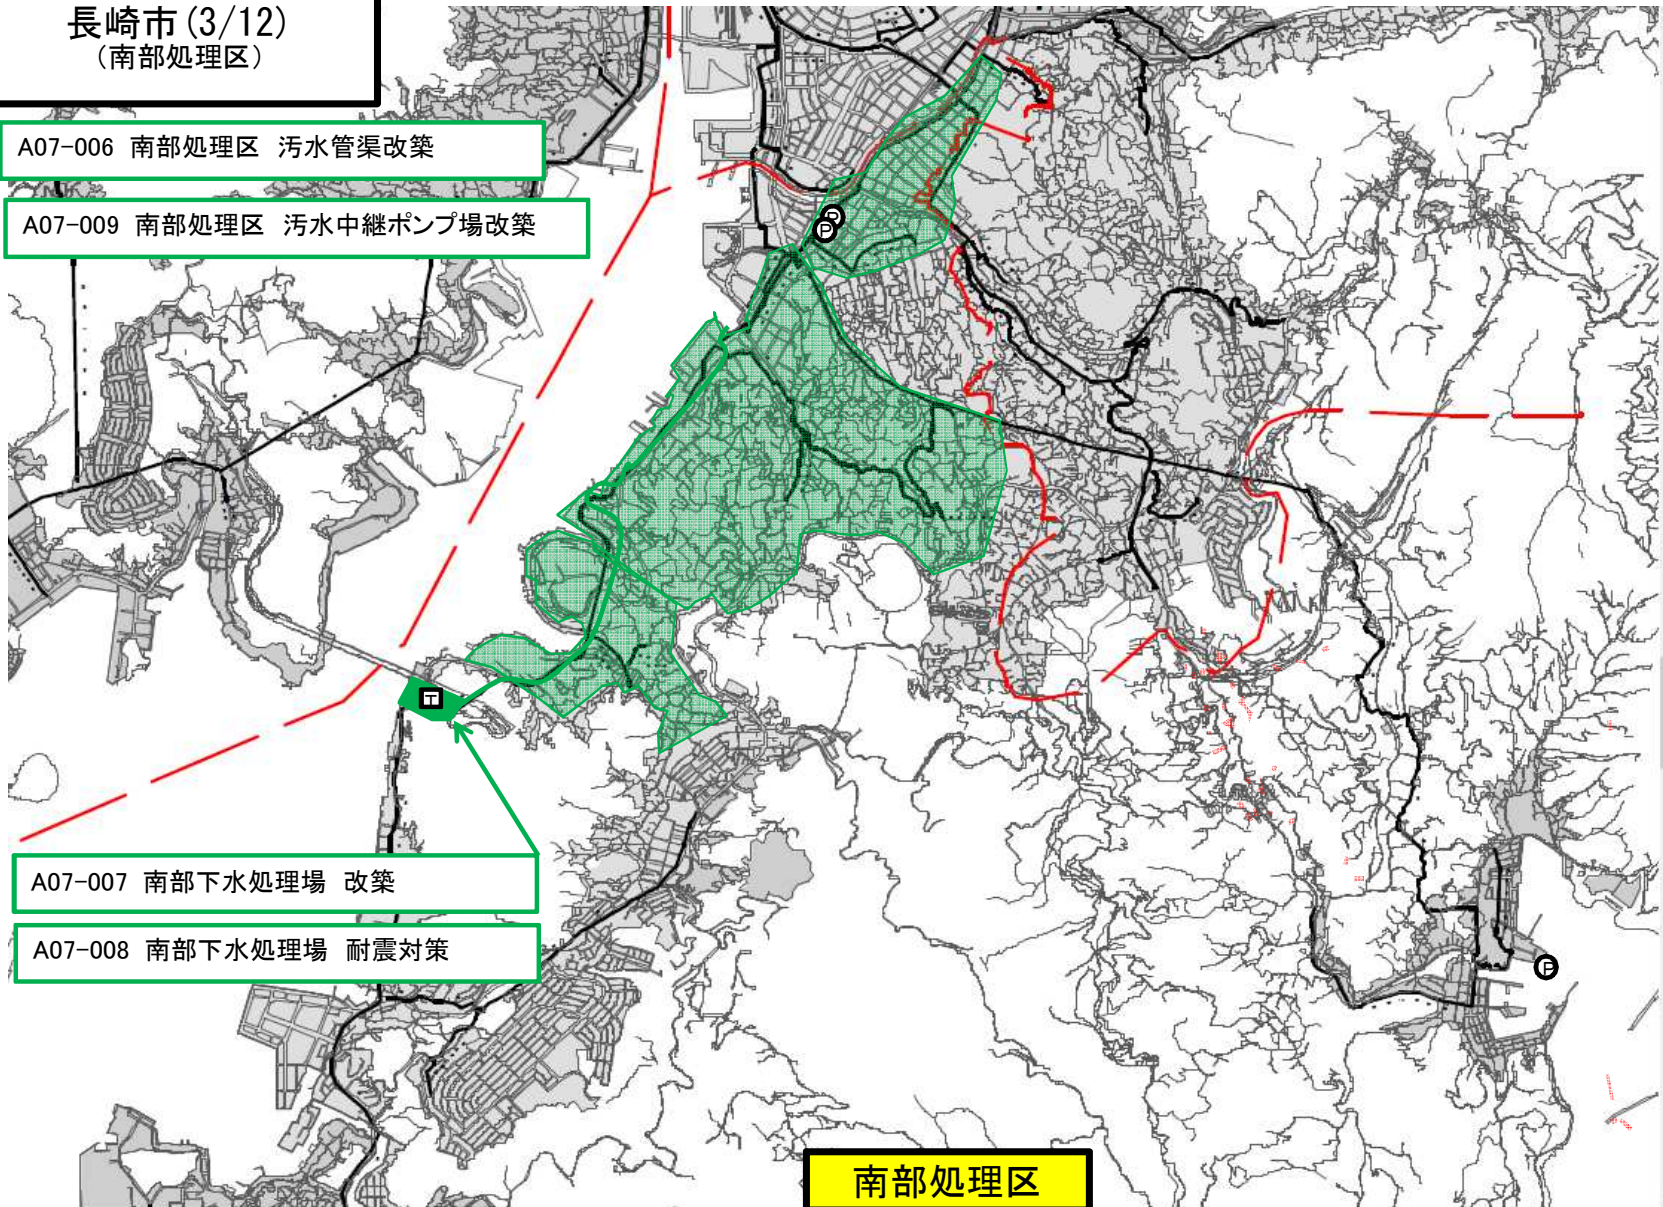 長崎市(3/12)
(南部処理区)
A07-006 南部処理区 汚水管渠改築
A07-009 南部処理区 汚水中継ポンプ場改築
P
P
T
A07-007 南部下水処理場 改築
A07-008 南部下水処理場 耐震対策
P
南部処理区